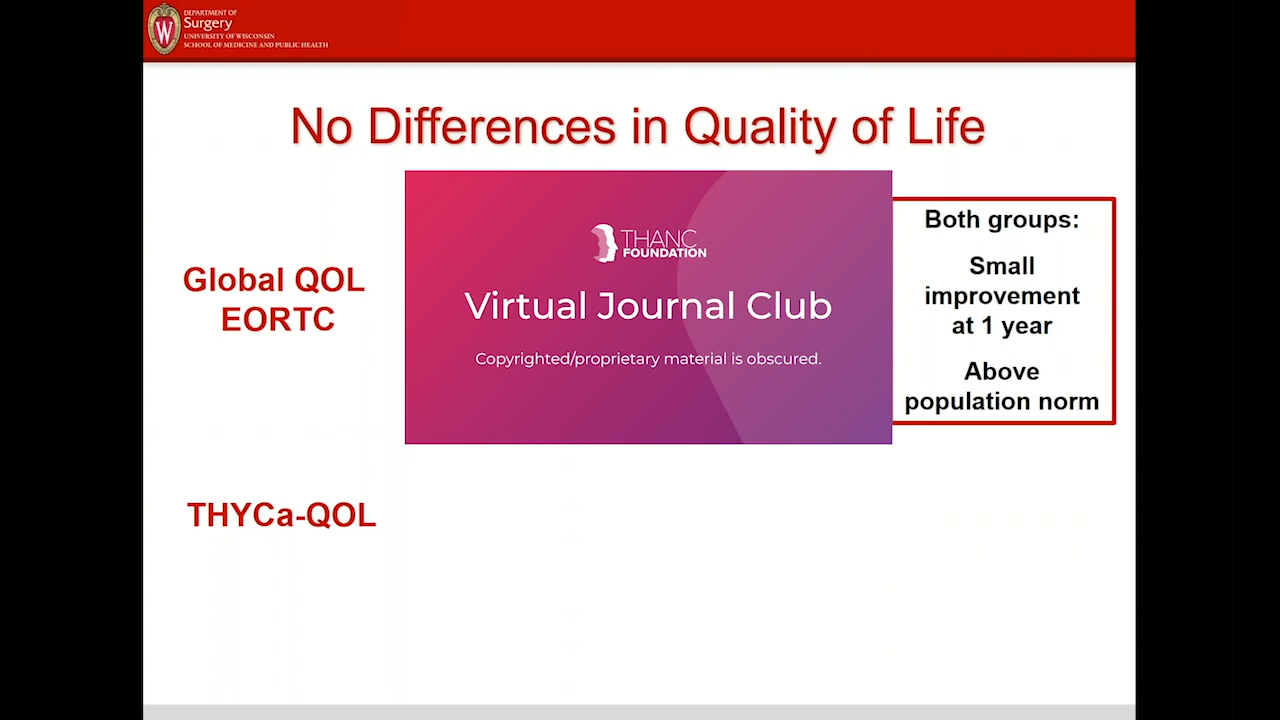 DEPARTMENT OF
Surgery
UNIVERSITY OF WISCONSIN
SCHOOL OF MEDICINE AND PUBLIC HEALTH
W
No Differences in Quality of Life
Global QOL
EORTC
THANC
FOUNDATION
Virtual Journal Club
Copyrighted/proprietary material is obscured.
Both groups:
Small
improvement
at 1 year
Above
population norm
THYCa-QOL